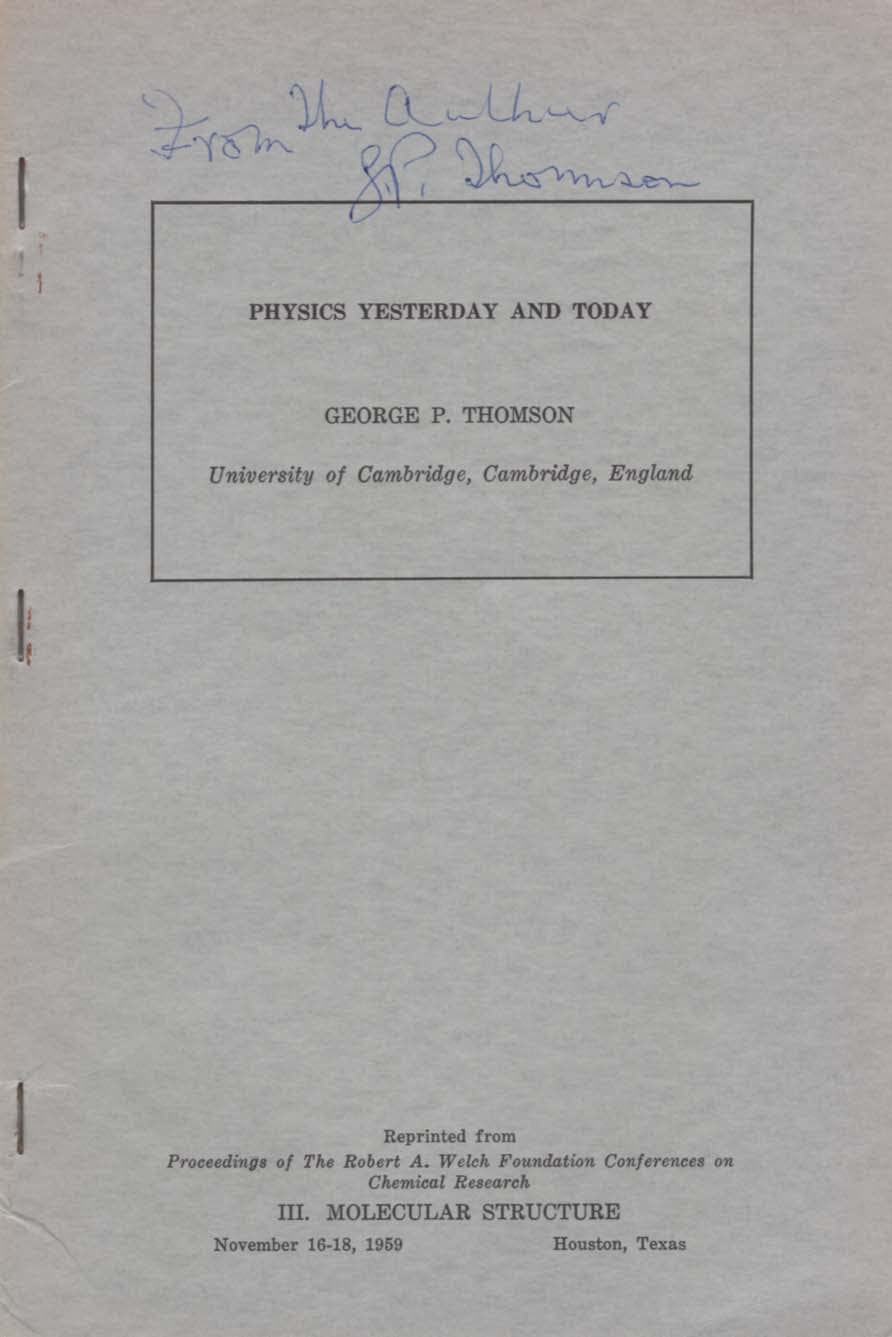 From The Author
G.P. Thomson
PHYSICS YESTERDAY AND TODAY
GEORGE P. THOMSON
University of Cambridge, Cambridge, England
Reprinted from
Proceedings of The Robert A. Welch Foundation Conferences on
Chemical Research
III. MOLECULAR STRUCTURE
November 16-18, 1959 Houston, Texas